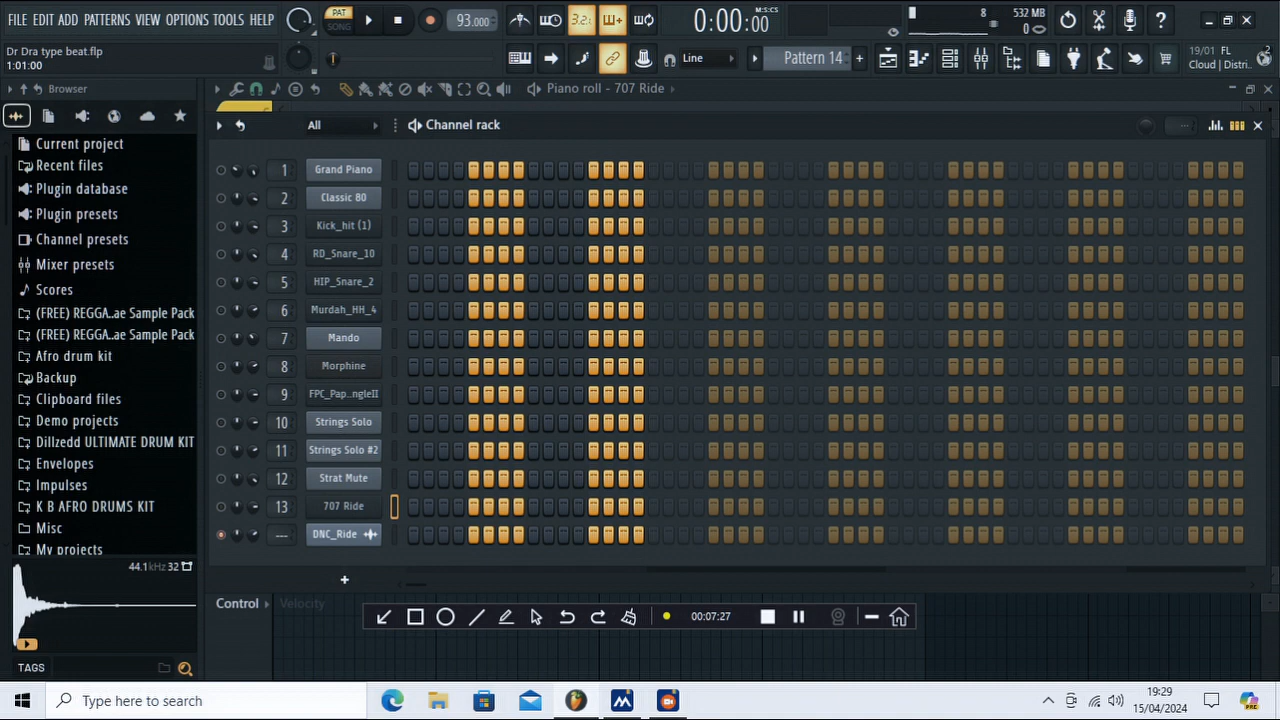 FILE EDIT ADD PATTERNS VIEW OPTIONS TOOLS HELP
PAT
SONG
93.000
3.2.
0:00:00
M:S:CS
8
532 MB
0
Dr Dra type beat.flp
1:01:00
Line
Pattern 14
19/01 FL
Cloud | Distri..
2
Browser
Piano roll - 707 Ride
All
Channel rack
Current project
Recent files
Plugin database
Plugin presets
Channel presets
Mixer presets
Scores
(FREE) REGGA..ae Sample Pack
(FREE) REGGA..ae Sample Pack
Afro drum kit
Backup
Clipboard files
Demo projects
Dillzedd ULTIMATE DRUM KIT
Envelopes
Impulses
K B AFRO DRUMS KIT
Misc
My projects
1 Grand Piano
2 Classic 80
3 Kick_hit (1)
4 RD_Snare_10
5 HIP_Snare_2
6 Murdah_HH_4
7 Mando
8 Morphine
9 FPC_Pap..ngleII
10 Strings Solo
11 Strings Solo #2
12 Strat Mute
13 707 Ride
--- DNC_Ride
44.1kHz 32
TAGS
Control
Velocity
00:07:27
Type here to search
19:29
15/04/2024